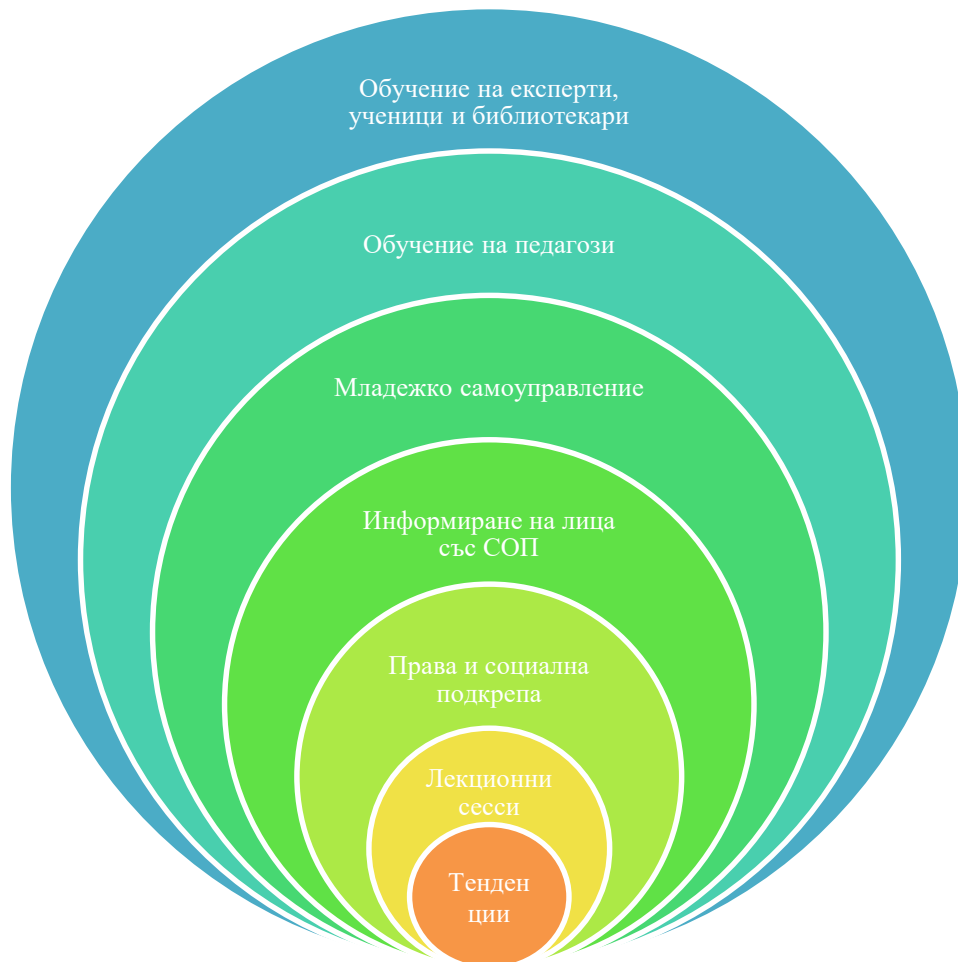 Обучение на експерти,
ученици и библиотекари
Обучение на педагози
Младежко самоуправление
Информиране на лица
със СОП
Права и социална
подкрепа
Лекционни
сесси
Тенден
ции